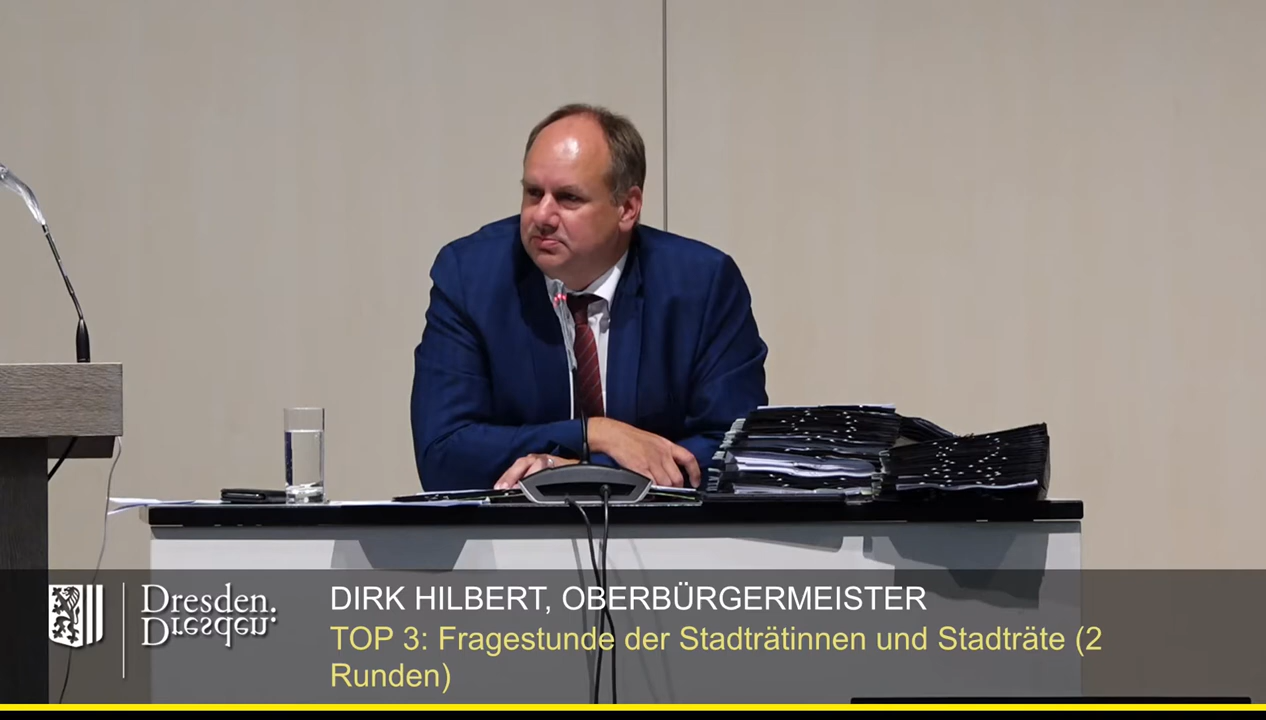 Dresden.
DIRK HILBERT, OBERBÜRGERMEISTER
TOP 3: Fragestunde der Stadträtinnen und Stadträte (2
Runden)